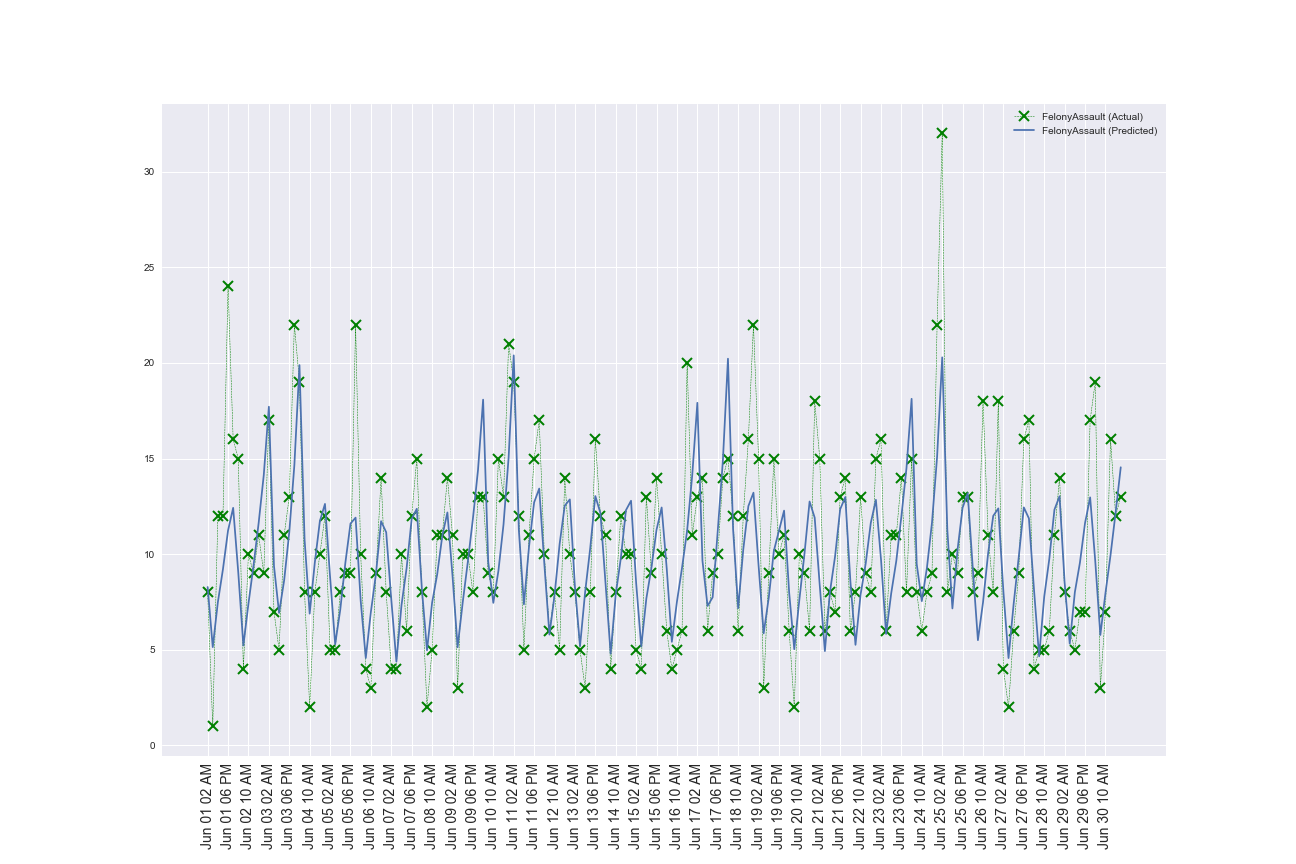 FelonyAssault (Actual)
FelonyAssault (Predicted)
30
25
20
15
10
5
0
Jun 01 02 AM
Jun 01 06 PM
Jun 02 10 AM
Jun 03 02 AM
Jun 03 06 PM
Jun 04 10 AM
Jun 05 02 AM
Jun 05 06 PM
Jun 06 10 AM
Jun 07 02 AM
Jun 07 06 PM
Jun 08 10 AM
Jun 09 02 AM
Jun 09 06 PM
Jun 10 10 AM
Jun 11 02 AM
Jun 11 06 PM
Jun 12 10 AM
Jun 13 02 AM
Jun 13 06 PM
Jun 14 10 AM
Jun 15 02 AM
Jun 15 06 PM
Jun 16 10 AM
Jun 17 02 AM
Jun 17 06 PM
Jun 18 10 AM
Jun 19 02 AM
Jun 19 06 PM
Jun 20 10 AM
Jun 21 02 AM
Jun 21 06 PM
Jun 22 10 AM
Jun 23 02 AM
Jun 23 06 PM
Jun 24 10 AM
Jun 25 02 AM
Jun 25 06 PM
Jun 26 10 AM
Jun 27 02 AM
Jun 27 06 PM
Jun 28 10 AM
Jun 29 02 AM
Jun 29 06 PM
Jun 30 10 AM